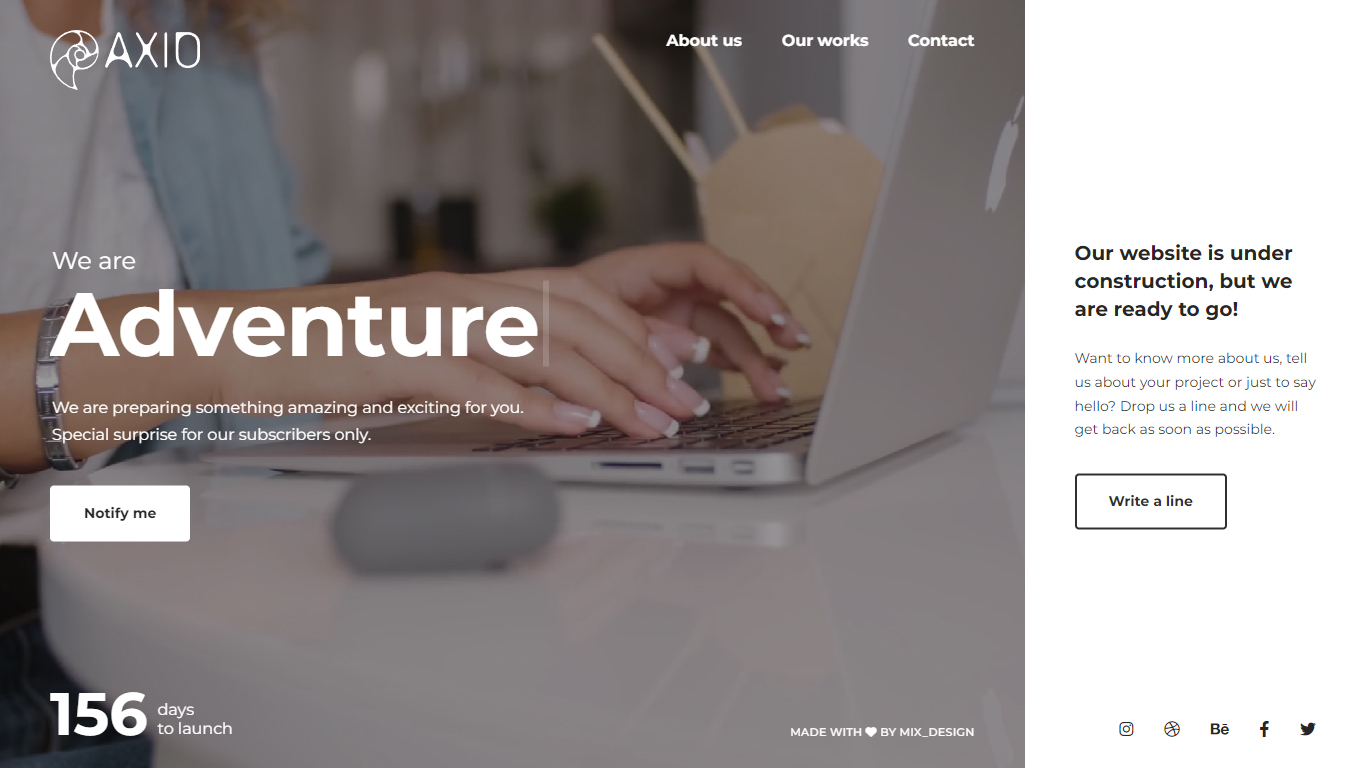 AXIO
About us
Our works
Contact
We are
Adventure
We are preparing something amazing and exciting for you.
Special surprise for our subscribers only.
Notify me
156
days
to launch
MADE WITH ♥ BY MIX_DESIGN
Our website is under
construction, but we
are ready to go!
Want to know more about us, tell
us about your project or just to say
hello? Drop us a line and we will
get back as soon as possible.
Write a line
Bē